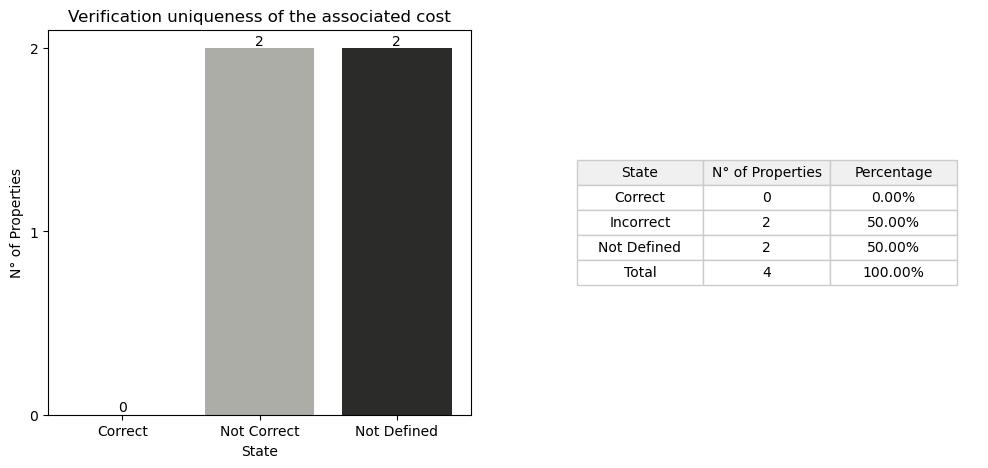 Verification uniqueness of the associated cost
N° of Properties
2
1
0
0
2
2
Correct
Not Correct
Not Defined
State
State N° of Properties Percentage
Correct 0 0.00%
Incorrect 2 50.00%
Not Defined 2 50.00%
Total 4 100.00%